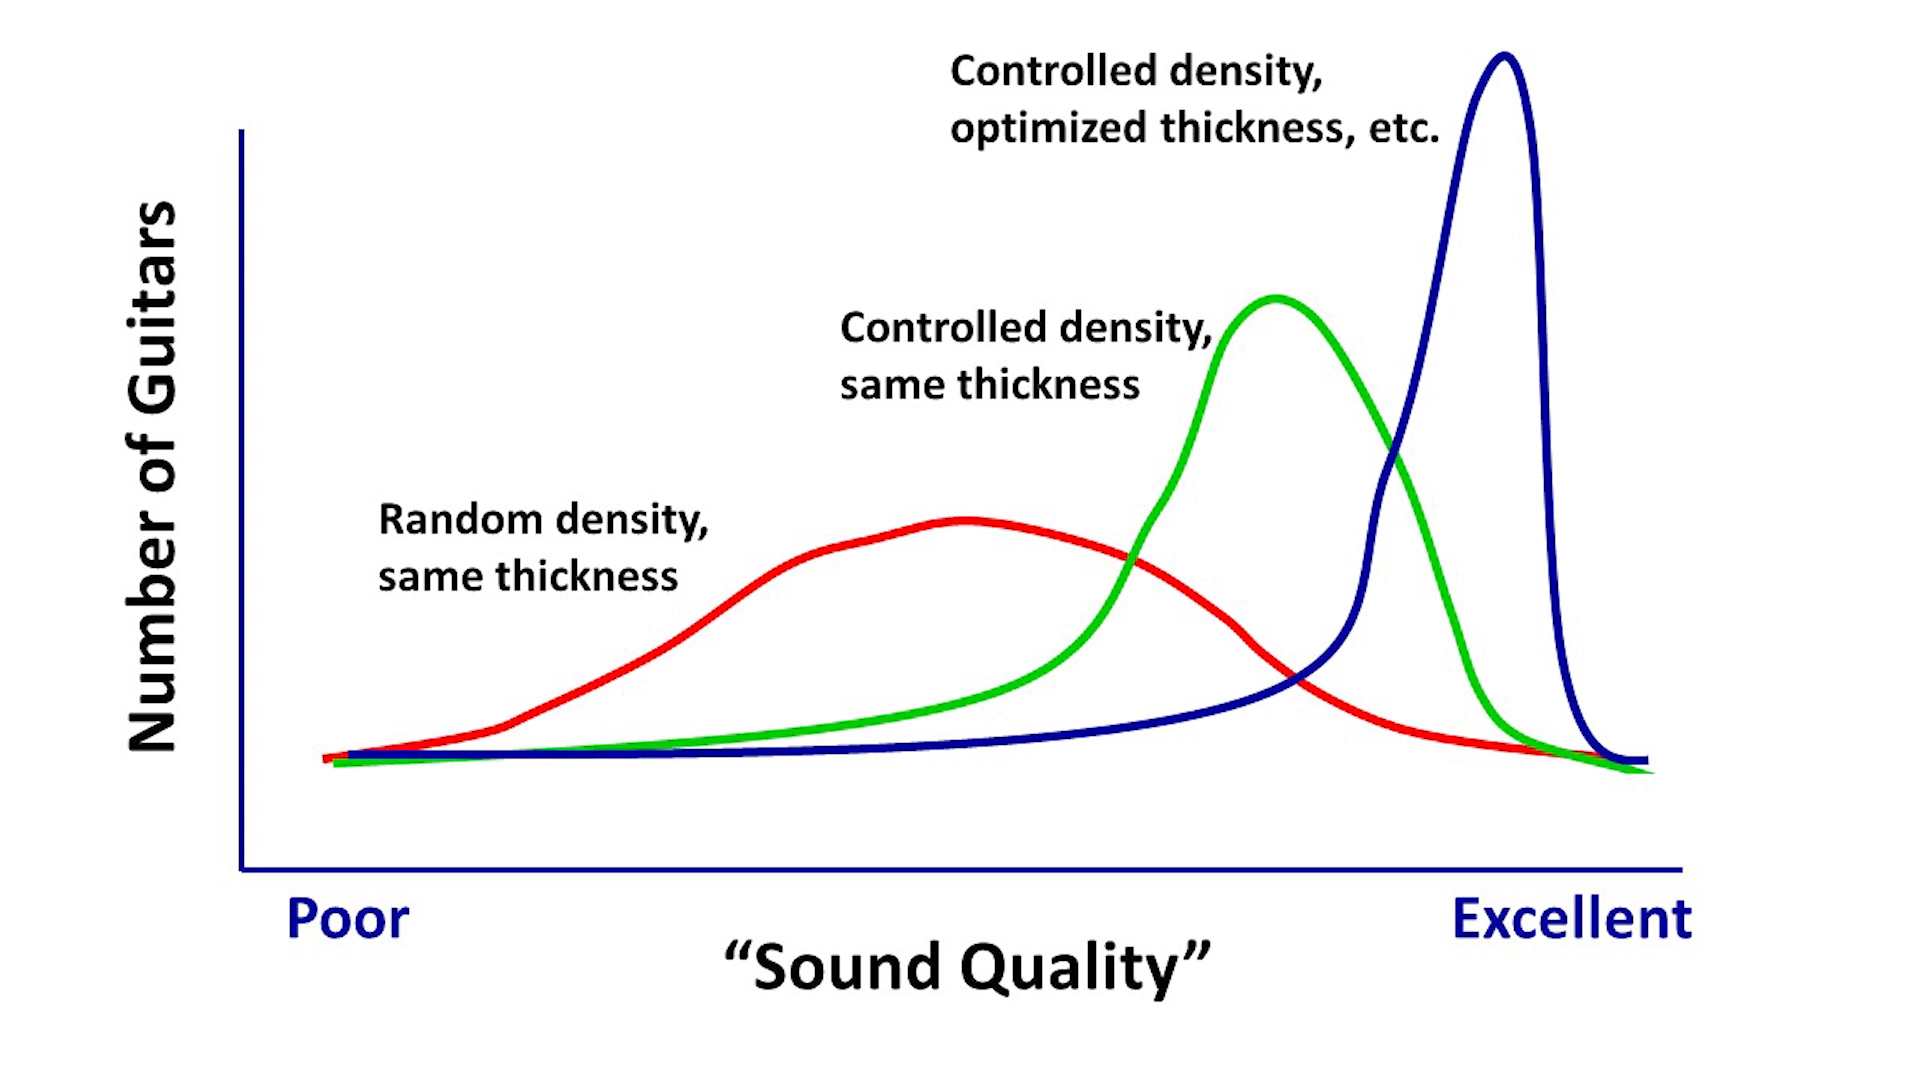 Controlled density,
optimized thickness, etc.
Controlled density,
same thickness
Random density,
same thickness
Number of Guitars
Poor
Excellent
“Sound Quality”